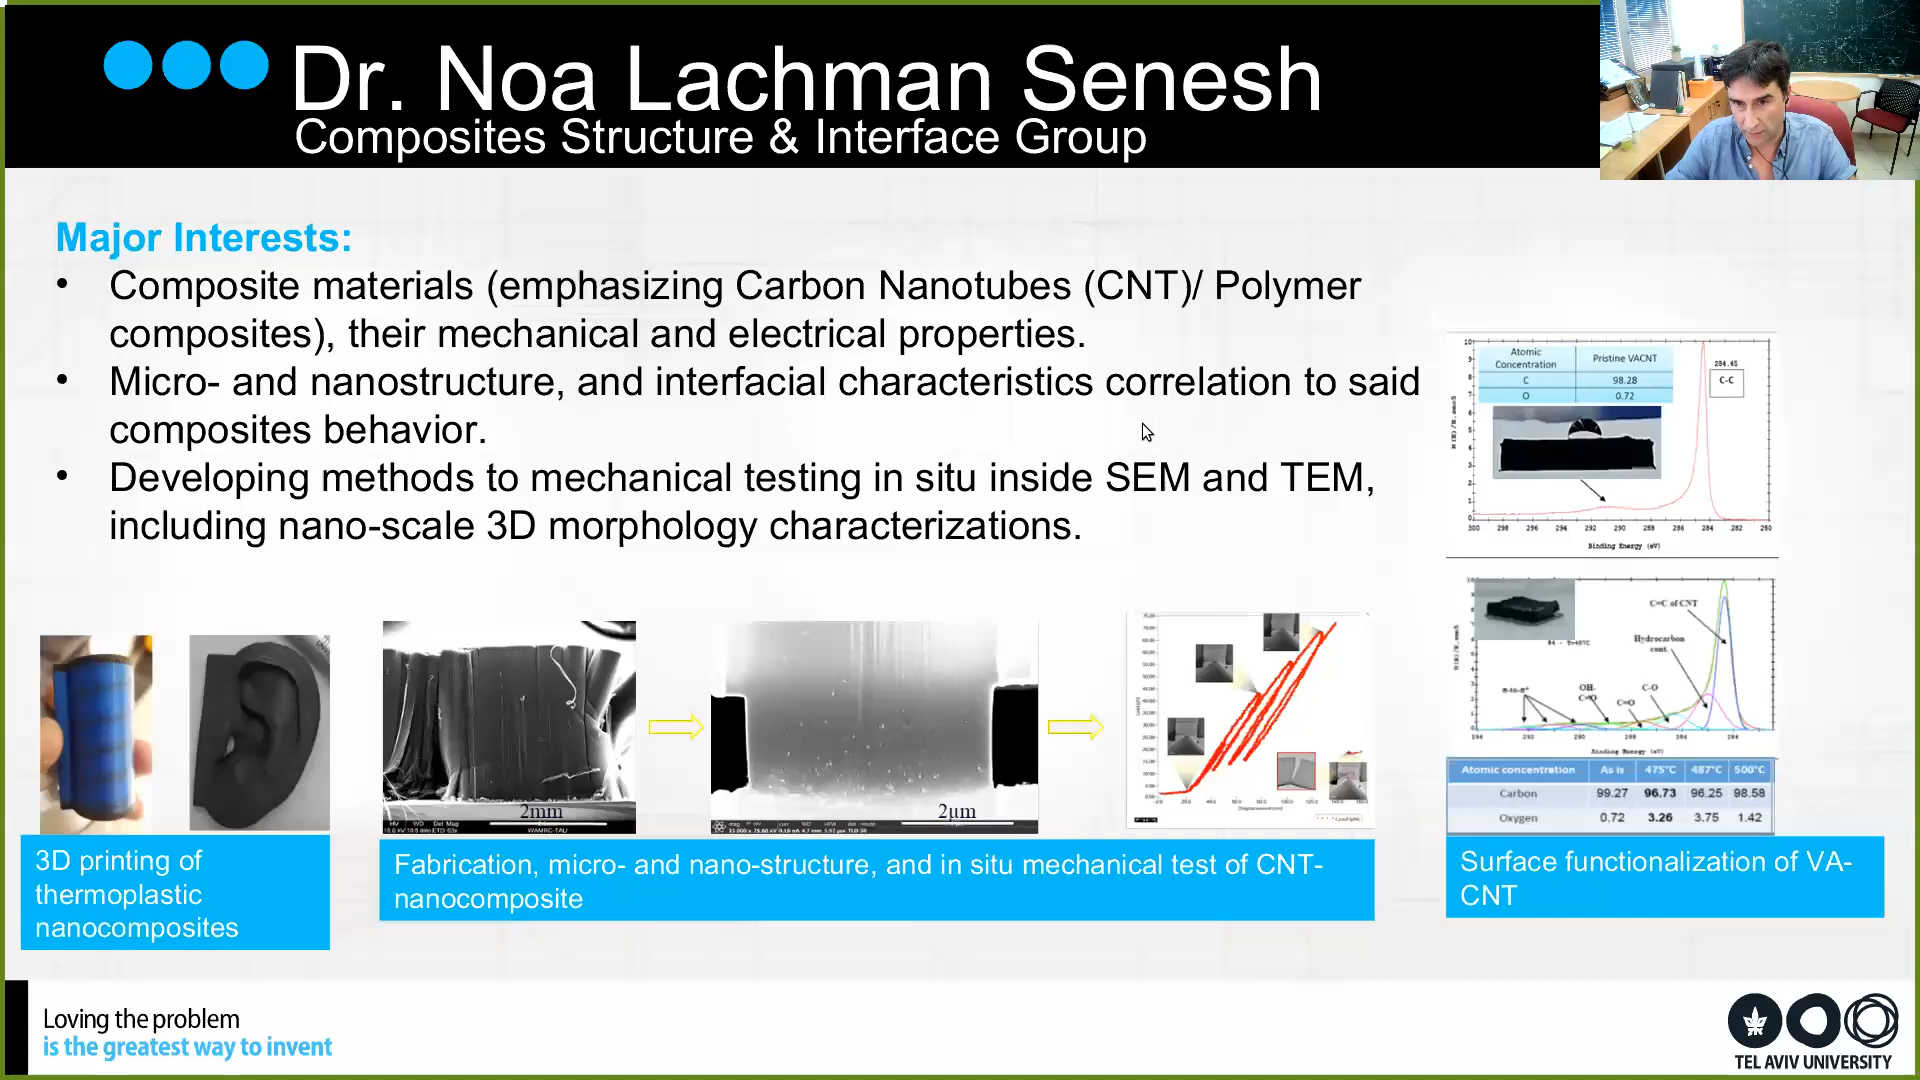 Dr. Noa Lachman Senesh
Composites Structure & Interface Group
Major Interests:
• Composite materials (emphasizing Carbon Nanotubes (CNT)/ Polymer
composites), their mechanical and electrical properties.
• Micro- and nanostructure, and interfacial characteristics correlation to said
composites behavior.
• Developing methods to mechanical testing in situ inside SEM and TEM,
including nano-scale 3D morphology characterizations.
Atomic Concentration Pristine VACNT
C 98.28
O 0.72
284.45
C-C
Binding Energy (eV)
C=C of CNT
Hydrocarbon
cont.
OH-
C=O
C=O
C-O
Binding Energy (eV)
Atomic concentration As is 475°C 487°C 500°C
Carbon 99.27 96.73 96.25 98.58
Oxygen 0.72 3.26 3.75 1.42
2mm
WAMRC-TAU
2µm
3D printing of
thermoplastic
nanocomposites
Fabrication, micro- and nano-structure, and in situ mechanical test of CNT-
nanocomposite
Surface functionalization of VA-
CNT
Loving the problem
is the greatest way to invent
TEL AVIV UNIVERSITY